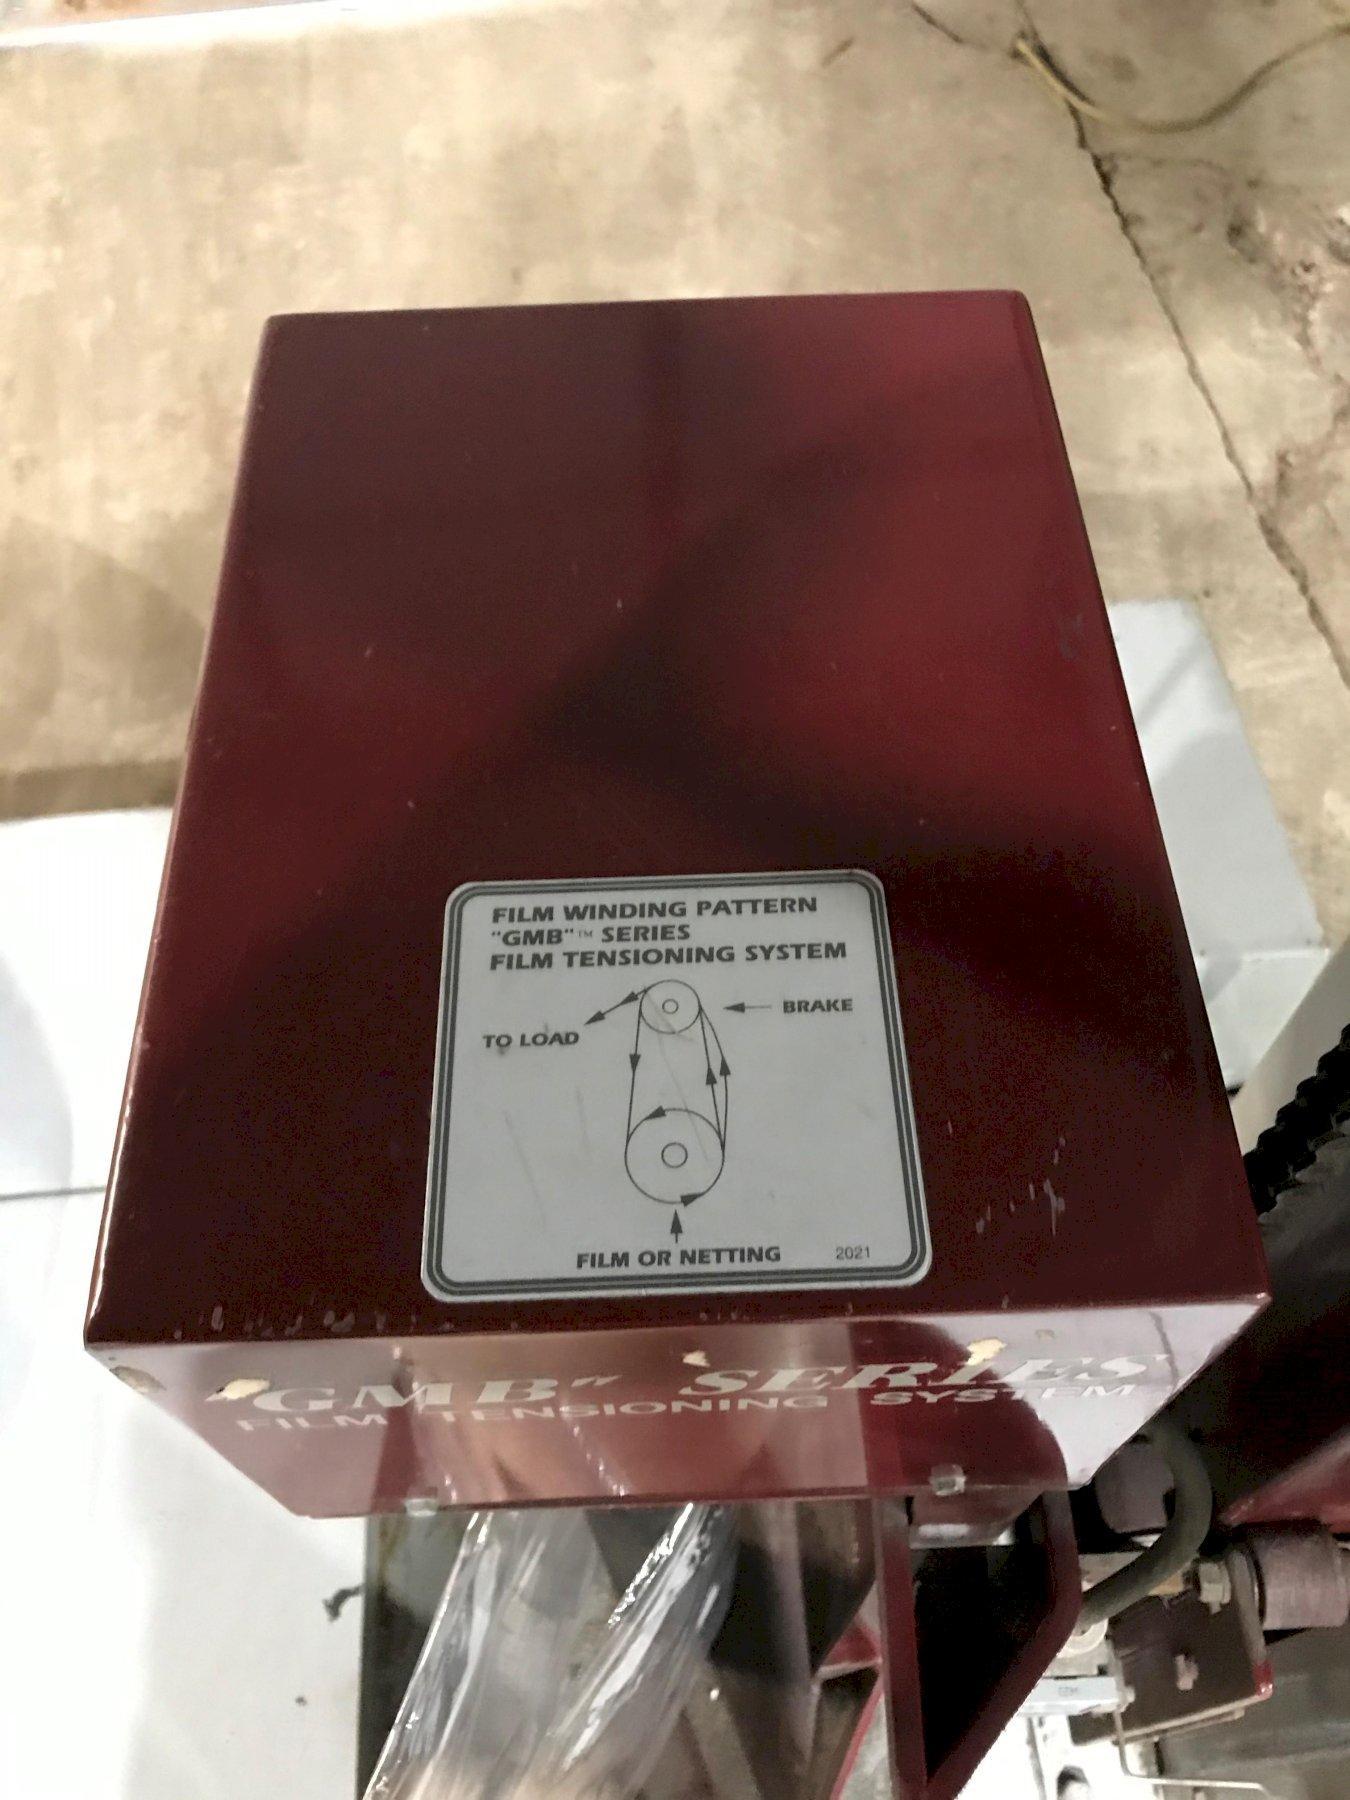 FILM WINDING PATTERN
"GMB"™ SERIES
FILM TENSIONING SYSTEM
BRAKE
TO LOAD
FILM OR NETTING
2021
"GMB" SERIES
FILM TENSIONING SYSTEM